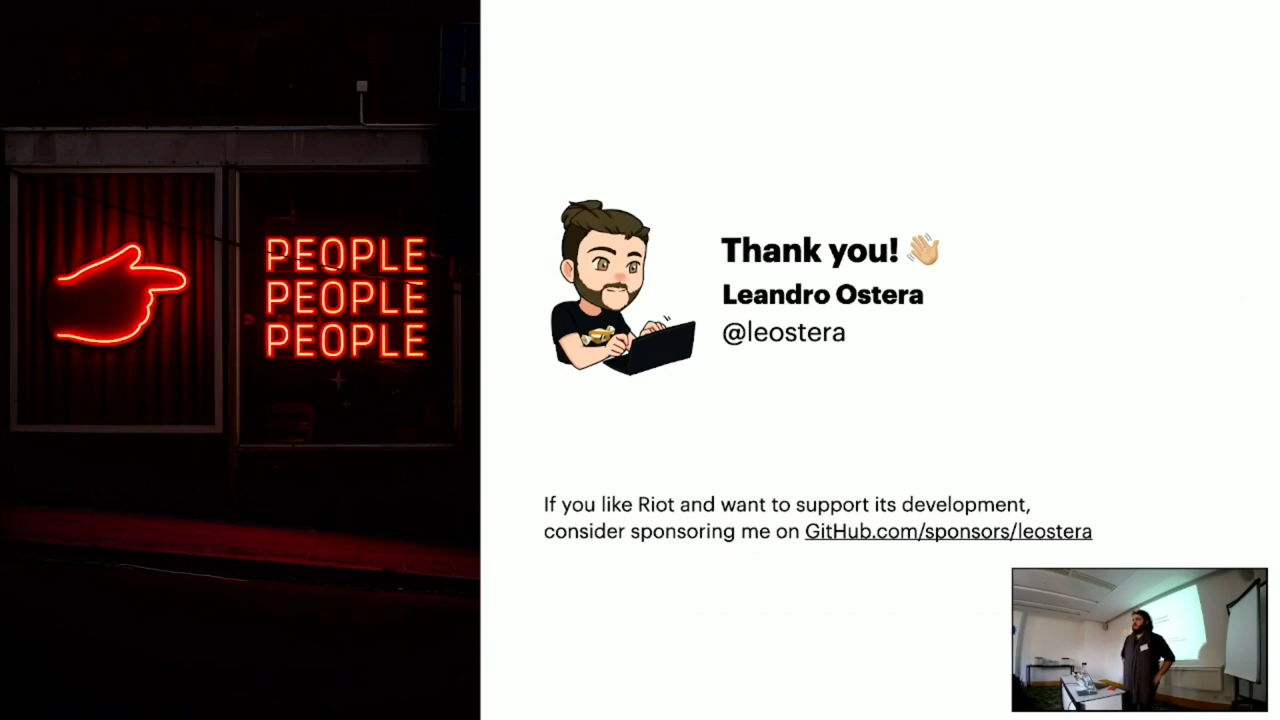 PEOPLE
PEOPLE
PEOPLE
Thank you! 👋🏼
Leandro Ostera
@leostera
If you like Riot and want to support its development,
consider sponsoring me on GitHub.com/sponsors/leostera